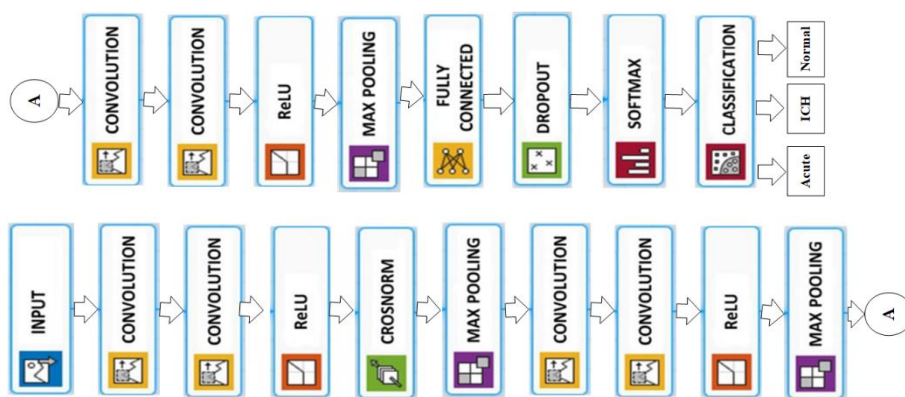 INPUT
CONVOLUTION
CONVOLUTION
ReLU
CROSNORM
MAX POOLING
CONVOLUTION
CONVOLUTION
ReLU
MAX POOLING
A
A
CONVOLUTION
CONVOLUTION
ReLU
MAX POOLING
FULLY
CONNECTED
DROPOUT
SOFTMAX
CLASSIFICATION
Acute
ICH
Normal